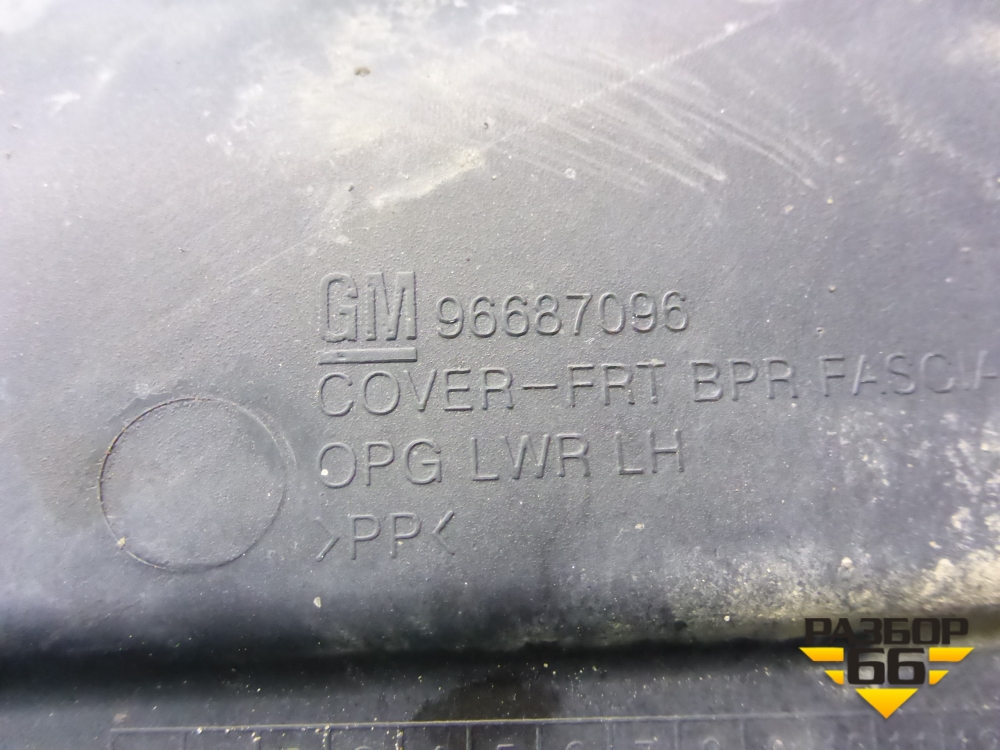 GM 96687096
COVER-FRT BPR FASCIA
OPG LWR LH
>PP<
РАЗБОР
66